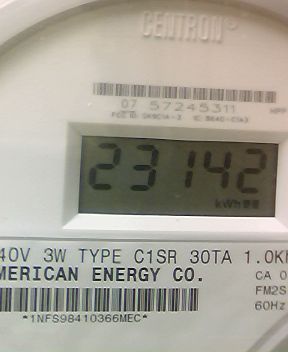 CENTRON®
07 57245311
23142
kWh
40V 3W TYPE C1SR 30TA 1.0K
MERICAN ENERGY CO.
CA 0
FM2S
60Hz
*1NFS98410366MEC*